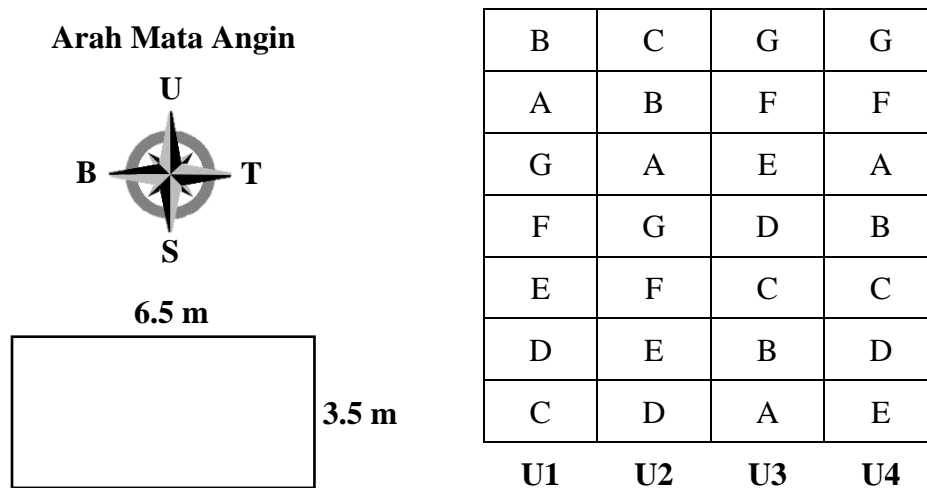 Arah Mata Angin
U
B T
S
6.5 m
3.5 m
B C G G
A B F F
G A E A
F G D B
E F C C
D E B D
C D A E
U1 U2 U3 U4